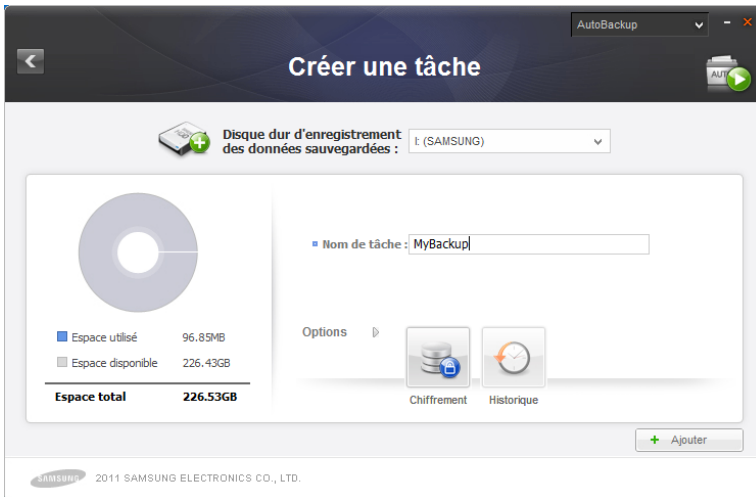 AutoBackup
Créer une tâche
AUTO
Disque dur d'enregistrement
des données sauvegardées :
I: (SAMSUNG)
Nom de tâche : MyBackup
Espace utilisé 96.85MB
Espace disponible 226.43GB
Espace total 226.53GB
Options
Chiffrement Historique
+ Ajouter
SAMSUNG 2011 SAMSUNG ELECTRONICS CO., LTD.